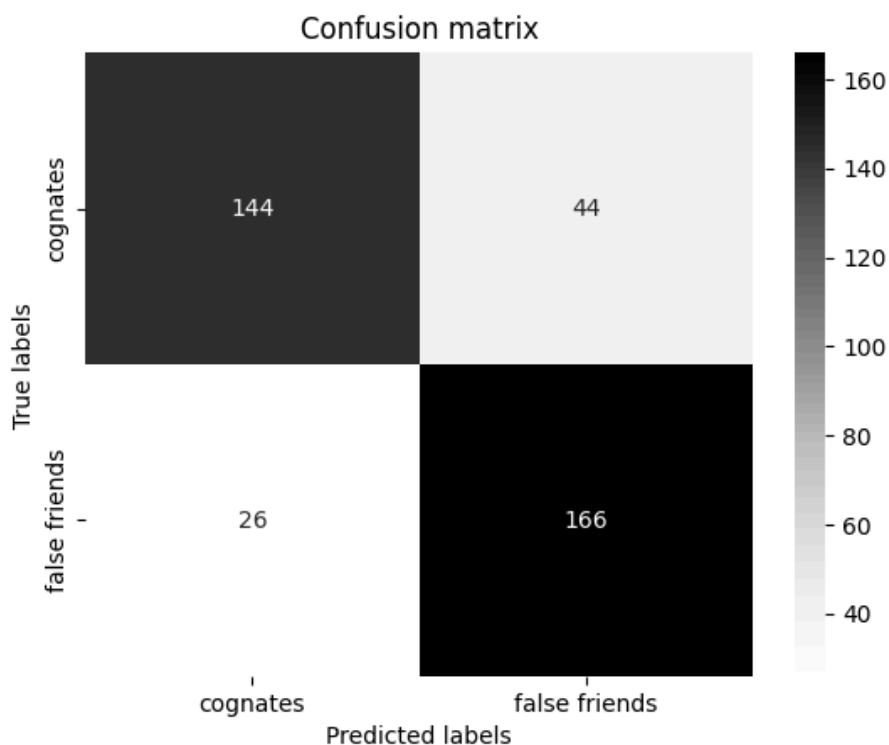 Confusion matrix
True labels
cognates
false friends
144
44
26
166
cognates
false friends
Predicted labels
160
140
120
100
80
60
40